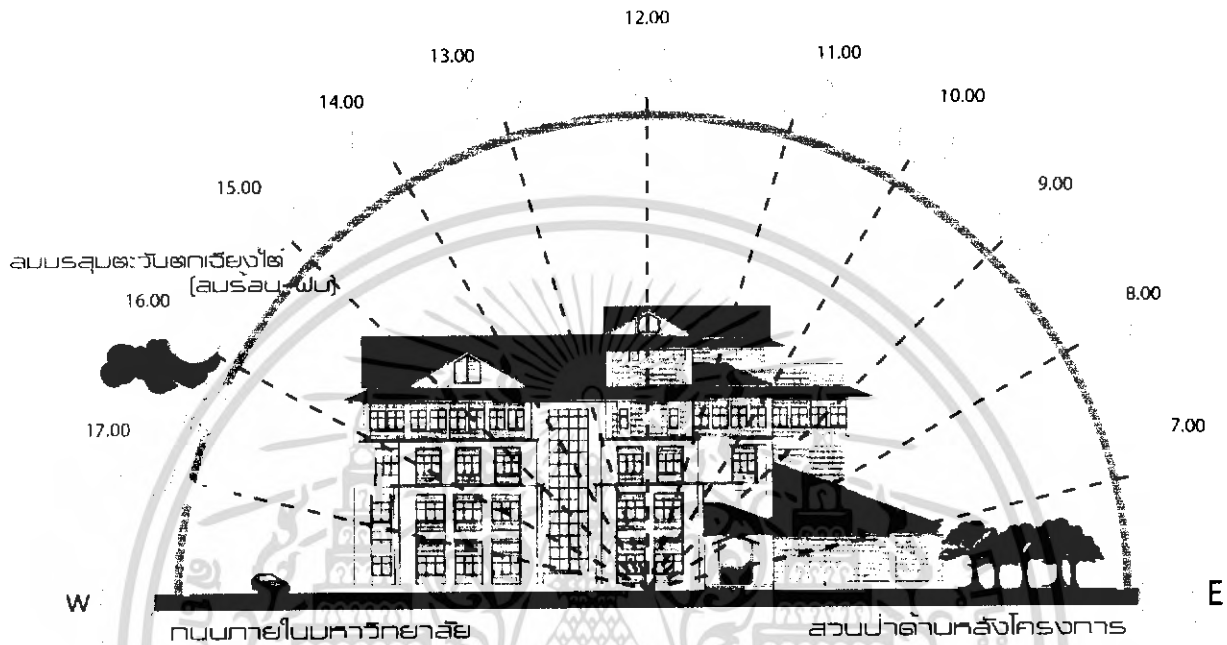 12.00
13.00
11.00
14.00
10.00
15.00
9.00
ลมมรสุมตะวันตกเฉียงใต้
(ลมร้อน-ฝน)
16.00
8.00
17.00
7.00
W
E
ถนนภายในมหาวิทยาลัย
สวนป่าด้านหลังโครงการ